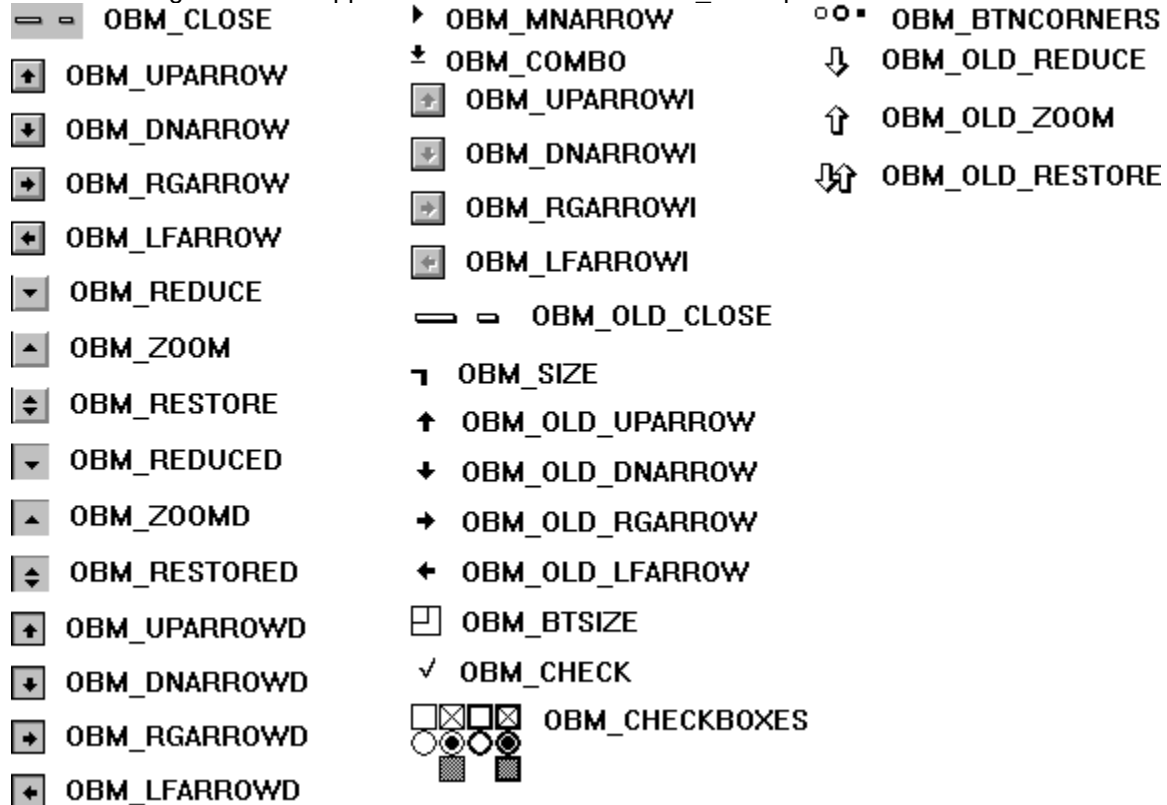 OBM_CLOSE
OBM_UPARROW
OBM_DNARROW
OBM_RGARROW
OBM_LFARROW
OBM_REDUCE
OBM_ZOOM
OBM_RESTORE
OBM_REDUCED
OBM_ZOOMD
OBM_RESTORED
OBM_UPARROWD
OBM_DNARROWD
OBM_RGARROWD
OBM_LFARROWD
OBM_MNARROW
OBM_COMBO
OBM_UPARROWI
OBM_DNARROWI
OBM_RGARROWI
OBM_LFARROWI
OBM_OLD_CLOSE
OBM_SIZE
OBM_OLD_UPARROW
OBM_OLD_DNARROW
OBM_OLD_RGARROW
OBM_OLD_LFARROW
OBM_BTSIZE
OBM_CHECK
OBM_CHECKBOXES
OBM_BTNCORNERS
OBM_OLD_REDUCE
OBM_OLD_ZOOM
OBM_OLD_RESTORE